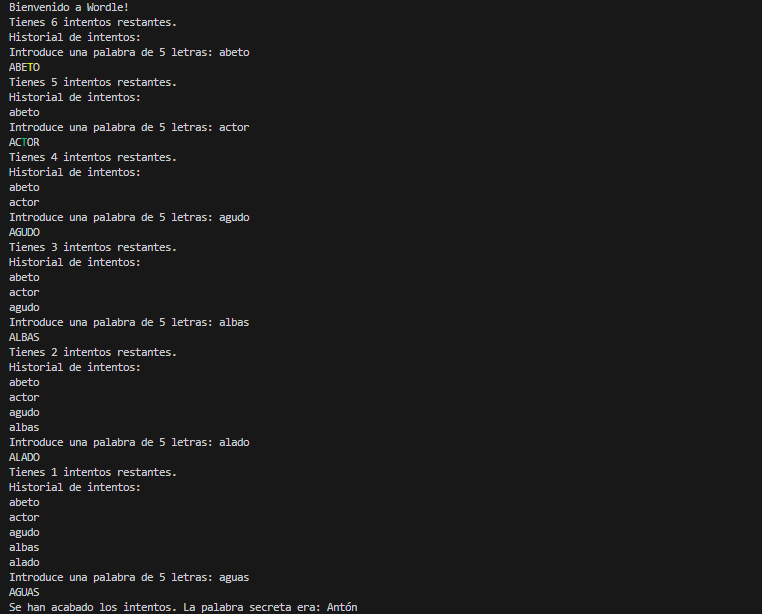 Bienvenido a Wordle!
Tienes 6 intentos restantes.
Historial de intentos:
Introduce una palabra de 5 letras: abeto
ABETO
Tienes 5 intentos restantes.
Historial de intentos:
abeto
Introduce una palabra de 5 letras: actor
ACTOR
Tienes 4 intentos restantes.
Historial de intentos:
abeto
actor
Introduce una palabra de 5 letras: agudo
AGUDO
Tienes 3 intentos restantes.
Historial de intentos:
abeto
actor
agudo
Introduce una palabra de 5 letras: albas
ALBAS
Tienes 2 intentos restantes.
Historial de intentos:
abeto
actor
agudo
albas
Introduce una palabra de 5 letras: alado
ALADO
Tienes 1 intentos restantes.
Historial de intentos:
abeto
actor
agudo
albas
alado
Introduce una palabra de 5 letras: aguas
AGUAS
Se han acabado los intentos. La palabra secreta era: Antón